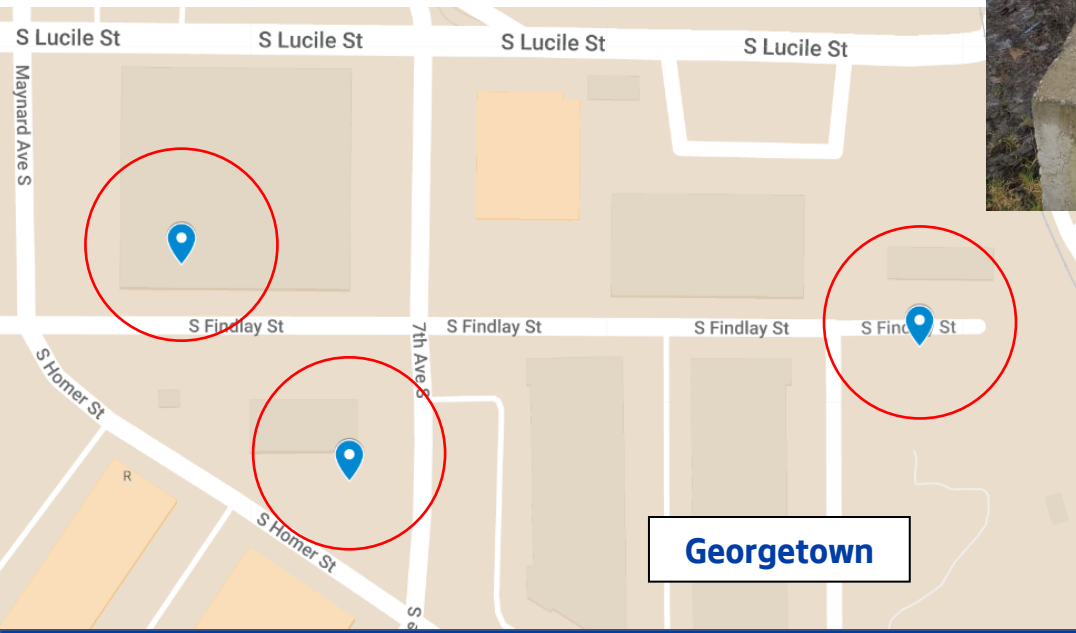 S Lucile St
S Lucile St
S Lucile St
S Lucile St
Maynard Ave S
S Findlay St
S Findlay St
S Findlay St
7th Ave S
S Homer St
R
S Homer St
Georgetown